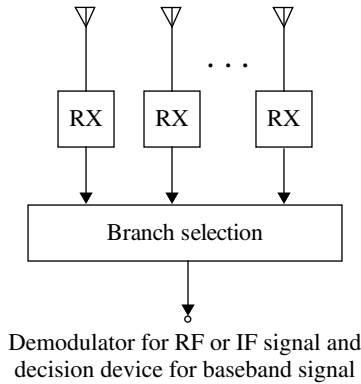 . . .
RX RX RX
Branch selection
Demodulator for RF or IF signal and
decision device for baseband signal